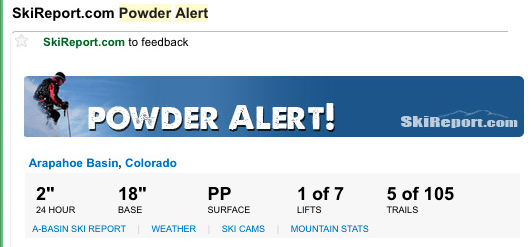 SkiReport.com Powder Alert
SkiReport.com to feedback
POWDER ALERT!
SkiReport.com
Arapahoe Basin, Colorado
2" 18" PP 1 of 7 5 of 105
24 HOUR BASE SURFACE LIFTS TRAILS
A-BASIN SKI REPORT | WEATHER | SKI CAMS | MOUNTAIN STATS